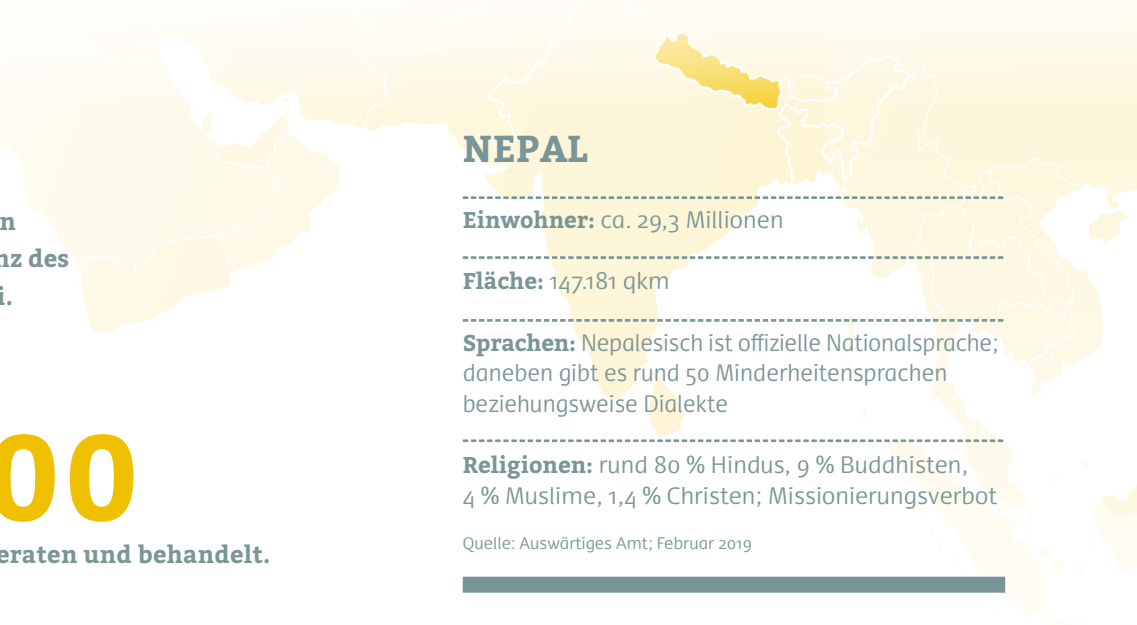 n
nz des
i.
00
eraten und behandelt.
NEPAL
Einwohner: ca. 29,3 Millionen
Fläche: 147.181 qkm
Sprachen: Nepalesisch ist offizielle Nationalsprache;
daneben gibt es rund 50 Minderheitensprachen
beziehungsweise Dialekte
Religionen: rund 80 % Hindus, 9 % Buddhisten,
4 % Muslime, 1,4 % Christen; Missionierungsverbot
Quelle: Auswärtiges Amt; Februar 2019